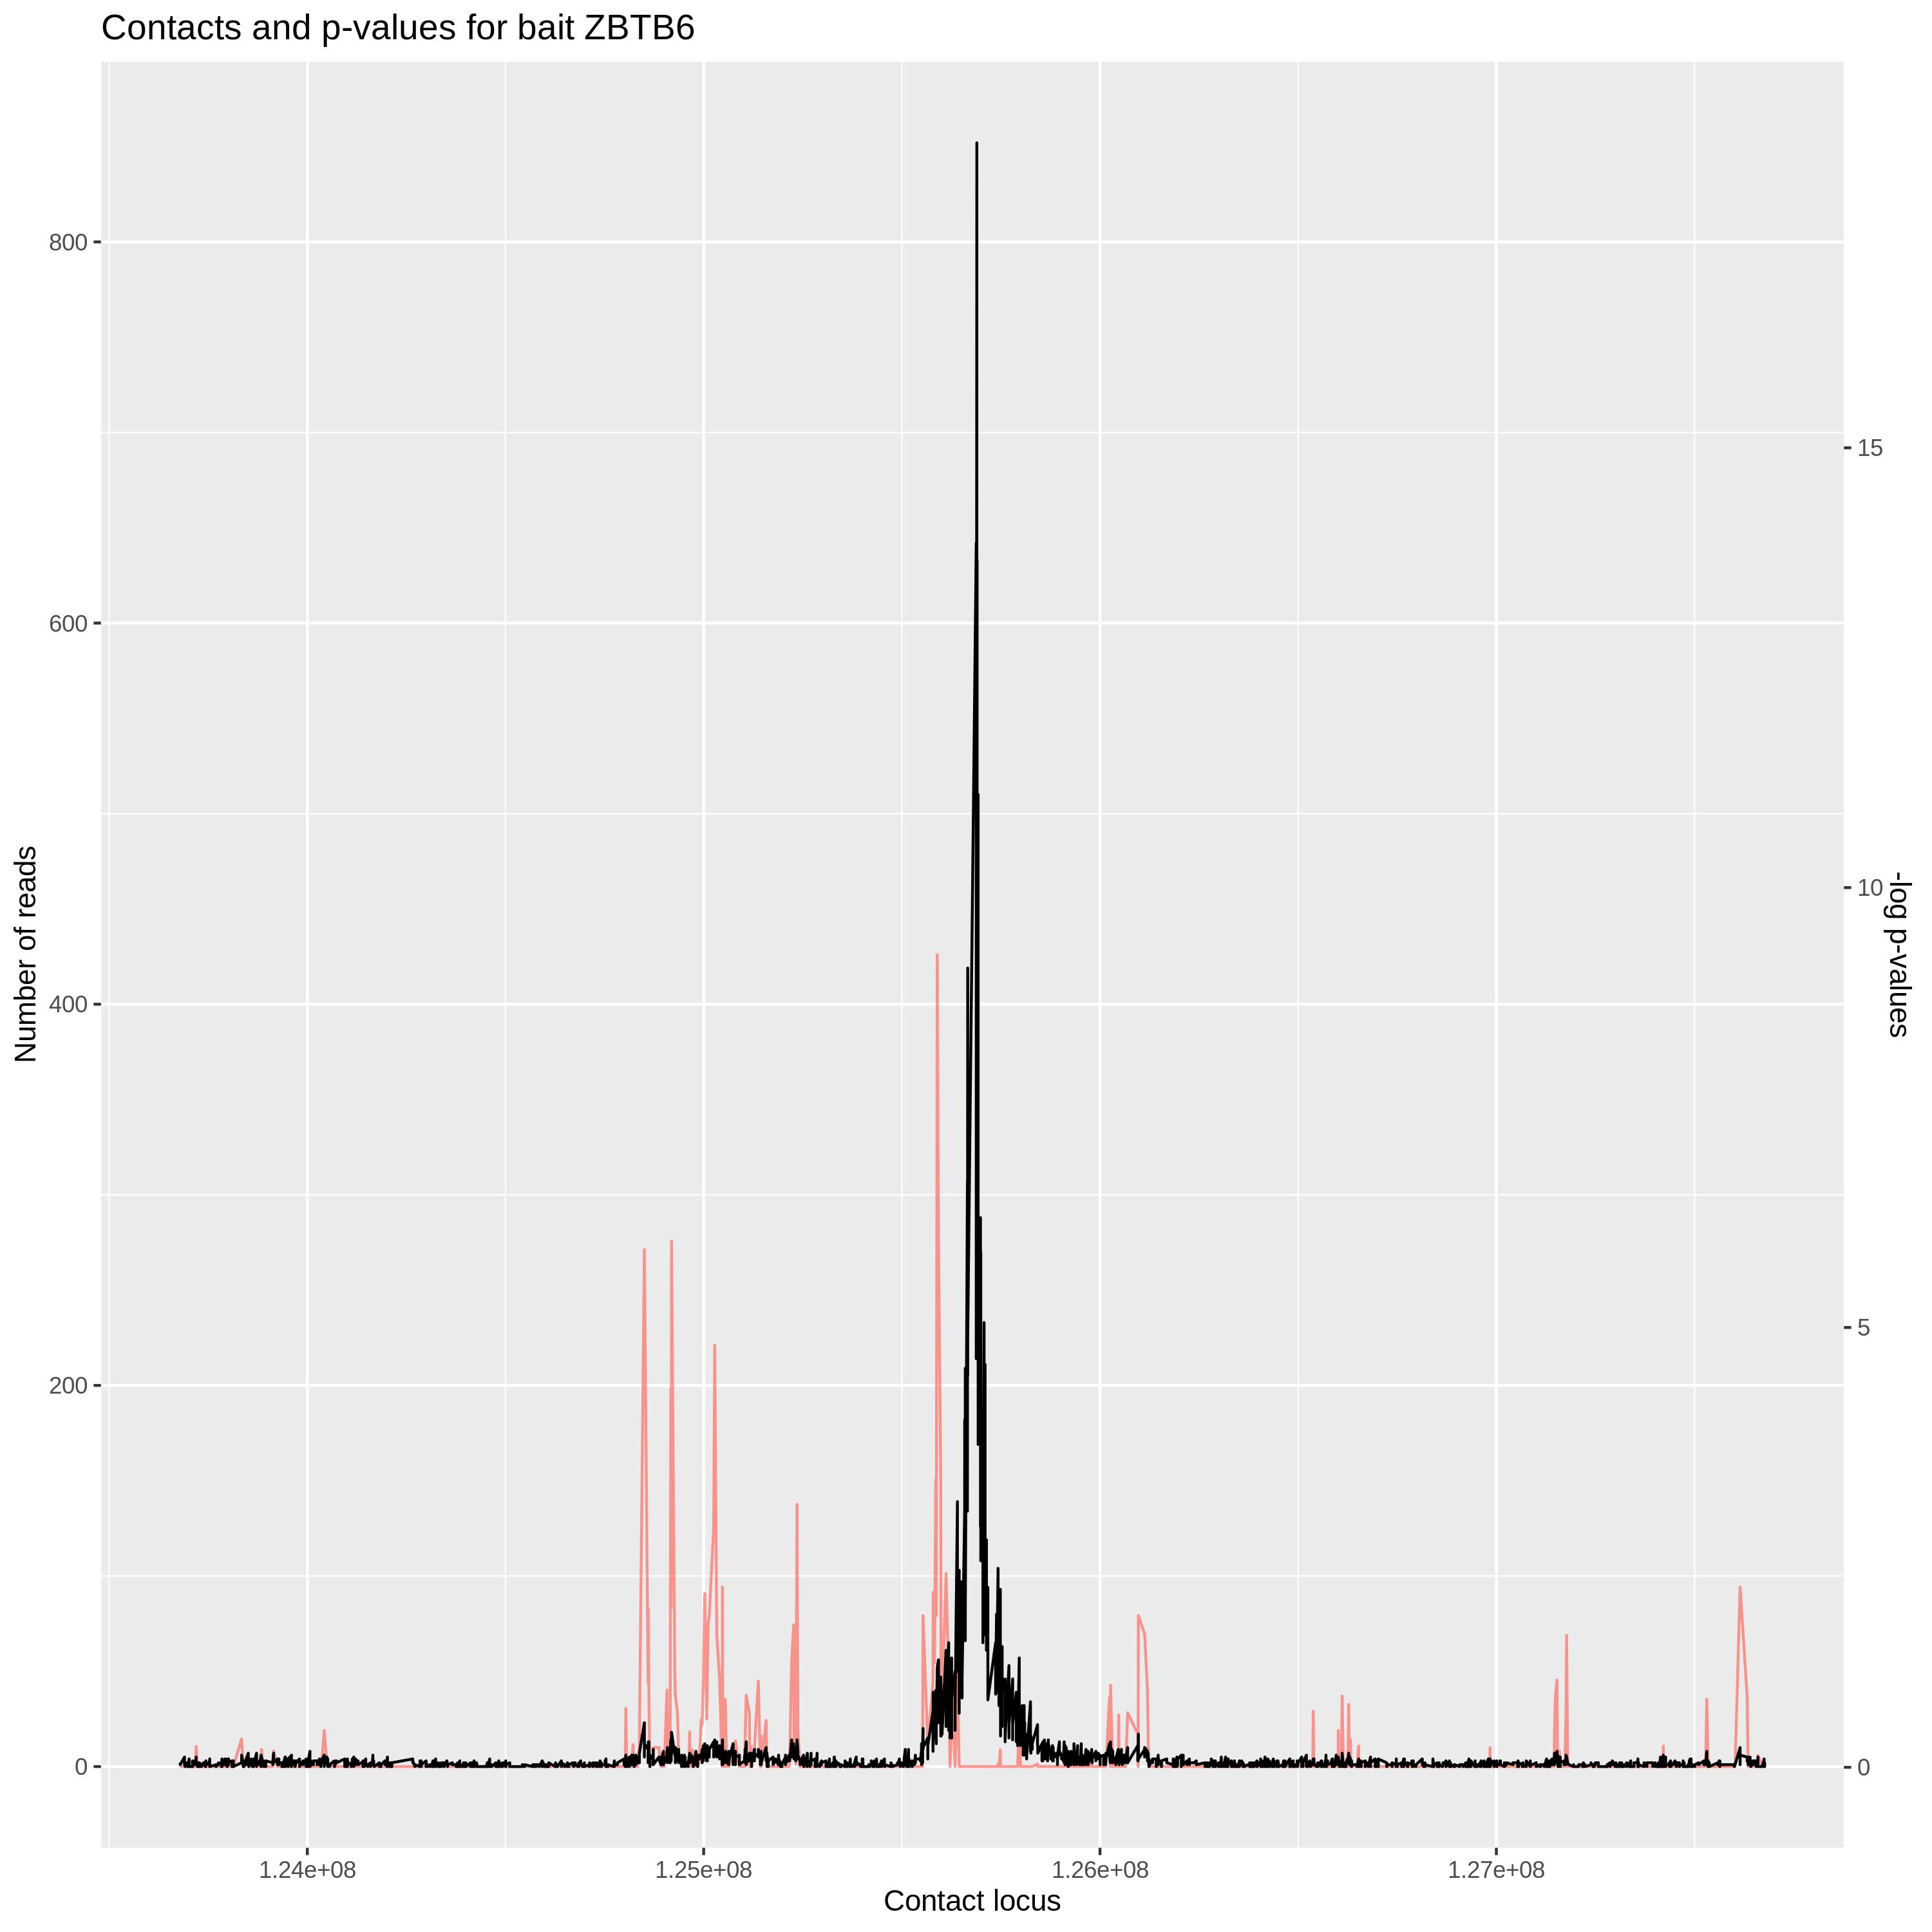 Contacts and p-values for bait ZBTB6
Number of reads
800
600
400
200
0
15
10
5
0
-log p-values
1.24e+08
1.25e+08
1.26e+08
1.27e+08
Contact locus